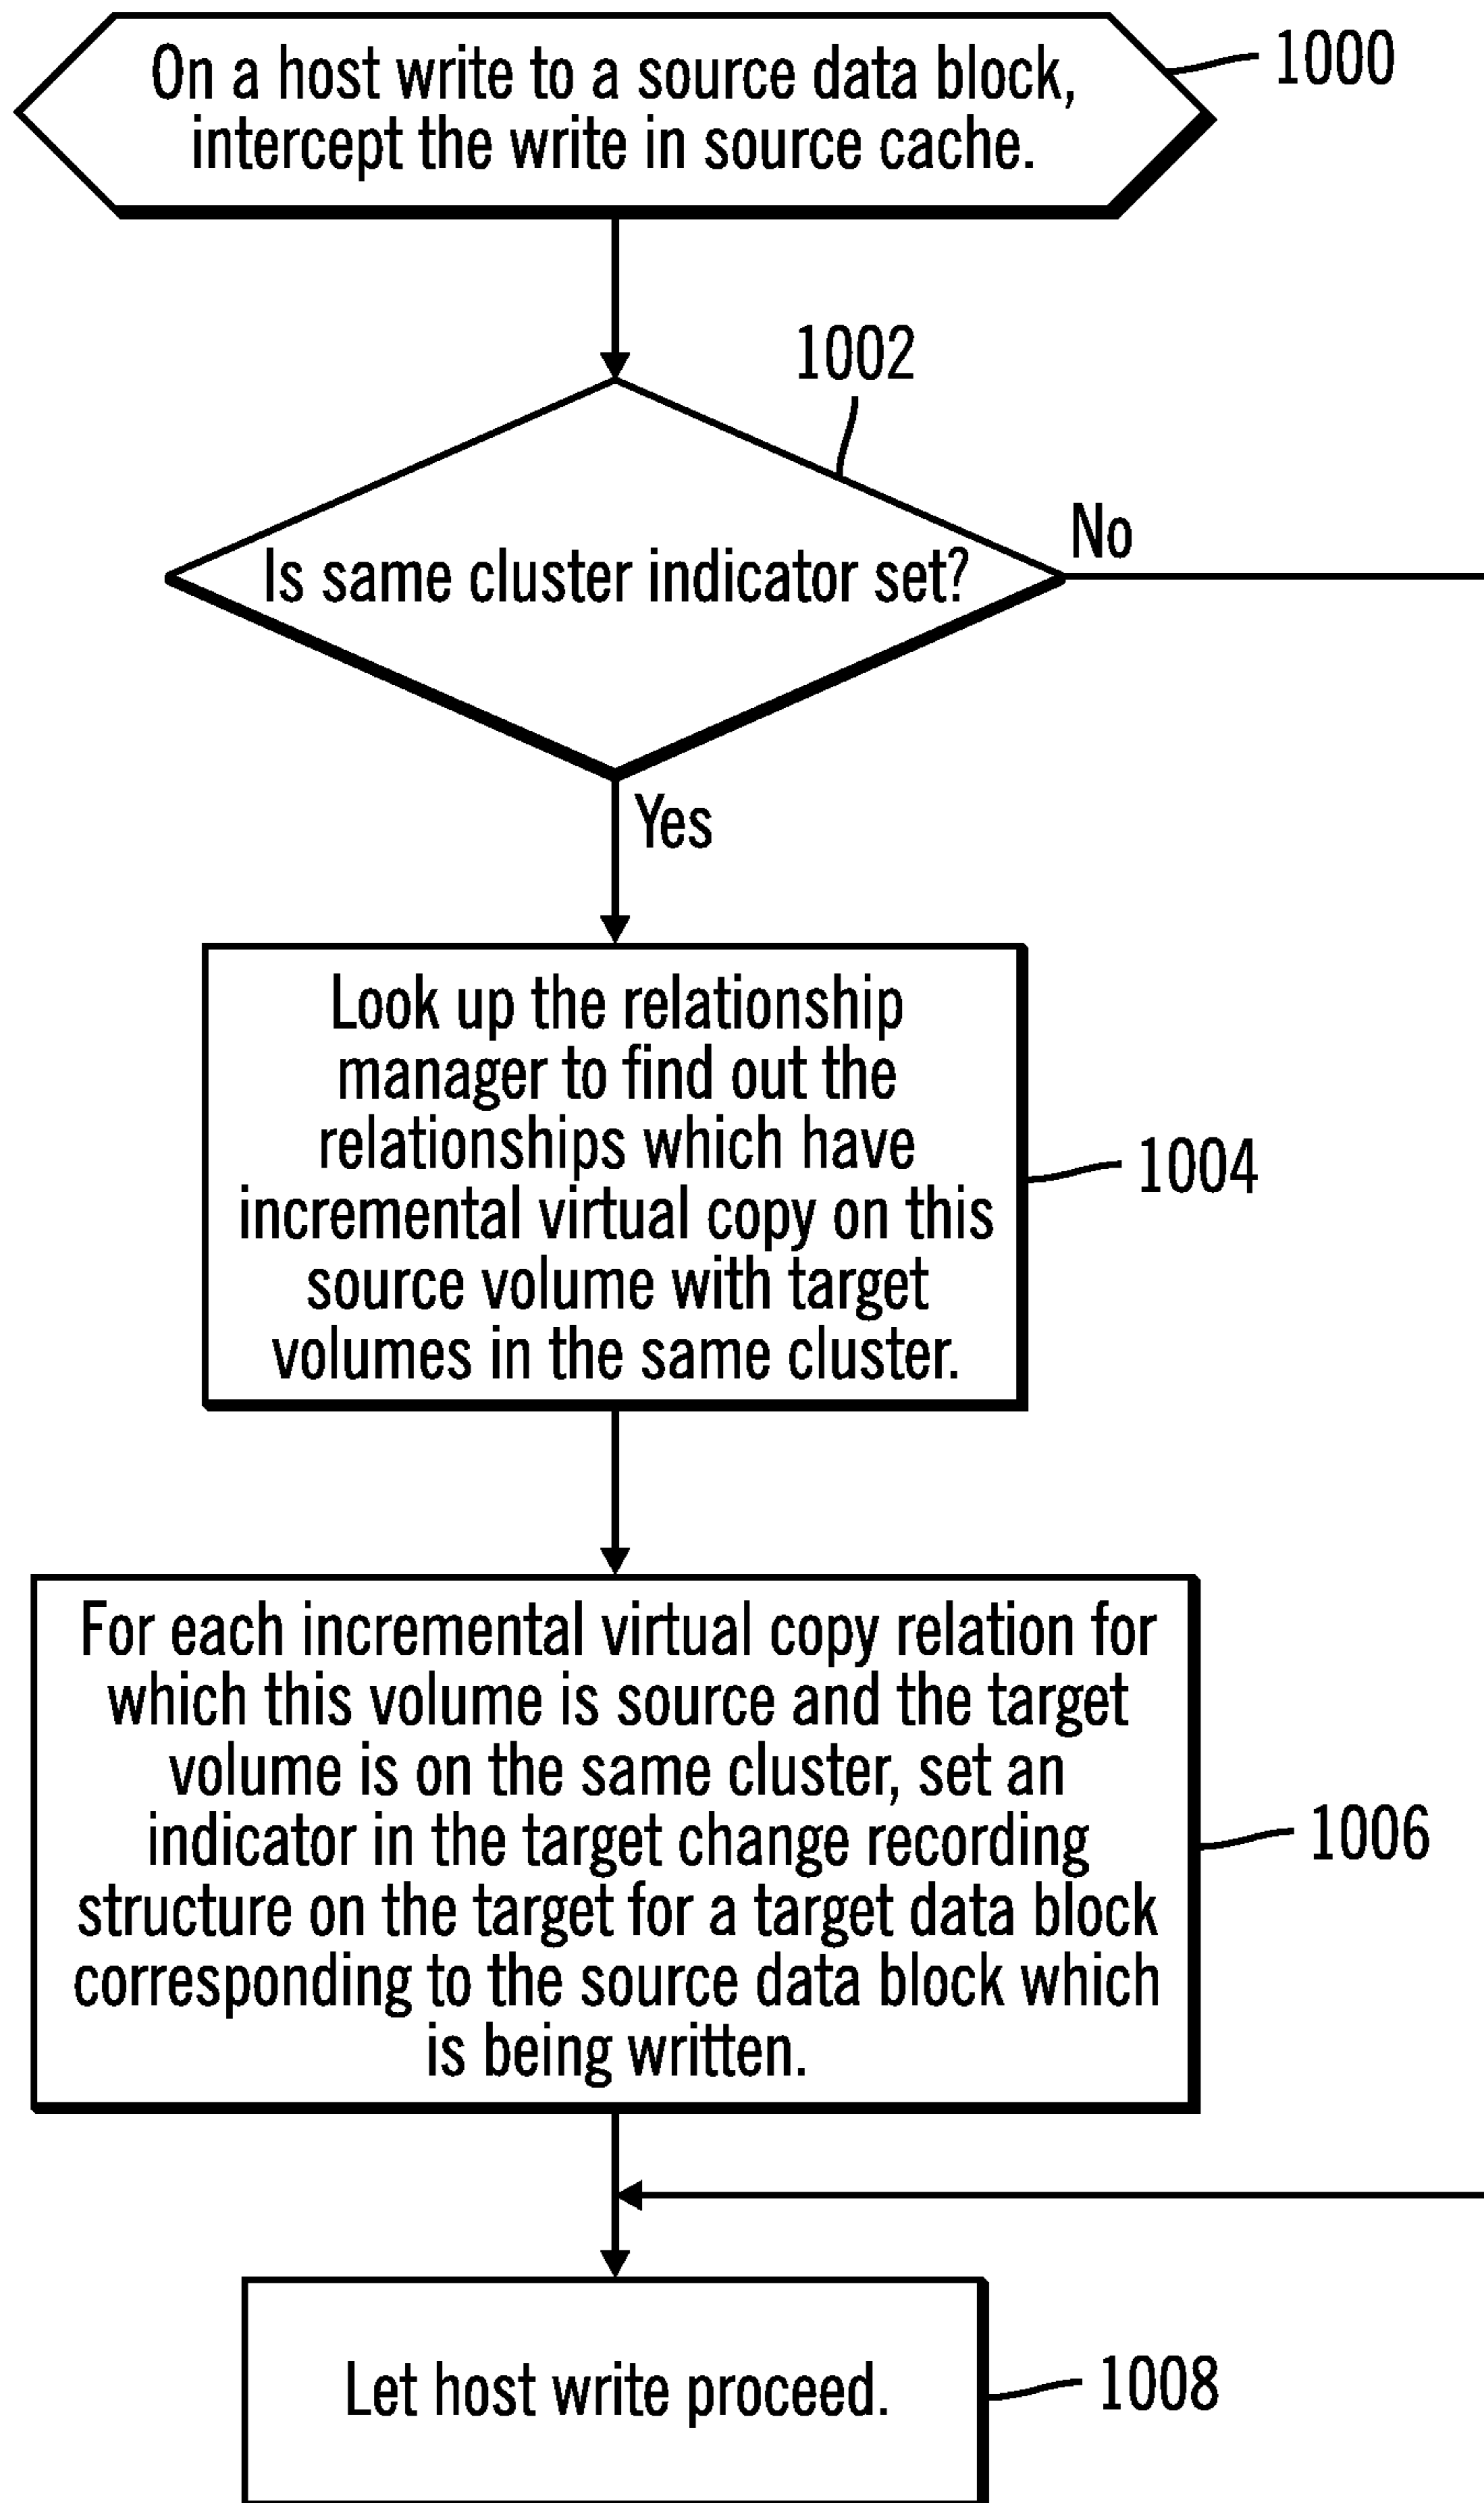 On a host write to a source data block,
intercept the write in source cache.
1000
1002
Is same cluster indicator set?
No
Yes
Look up the relationship
manager to find out the
relationships which have
incremental virtual copy on this
source volume with target
volumes in the same cluster.
1004
For each incremental virtual copy relation for
which this volume is source and the target
volume is on the same cluster, set an
indicator in the target change recording
structure on the target for a target data block
corresponding to the source data block which
is being written.
1006
Let host write proceed.
1008